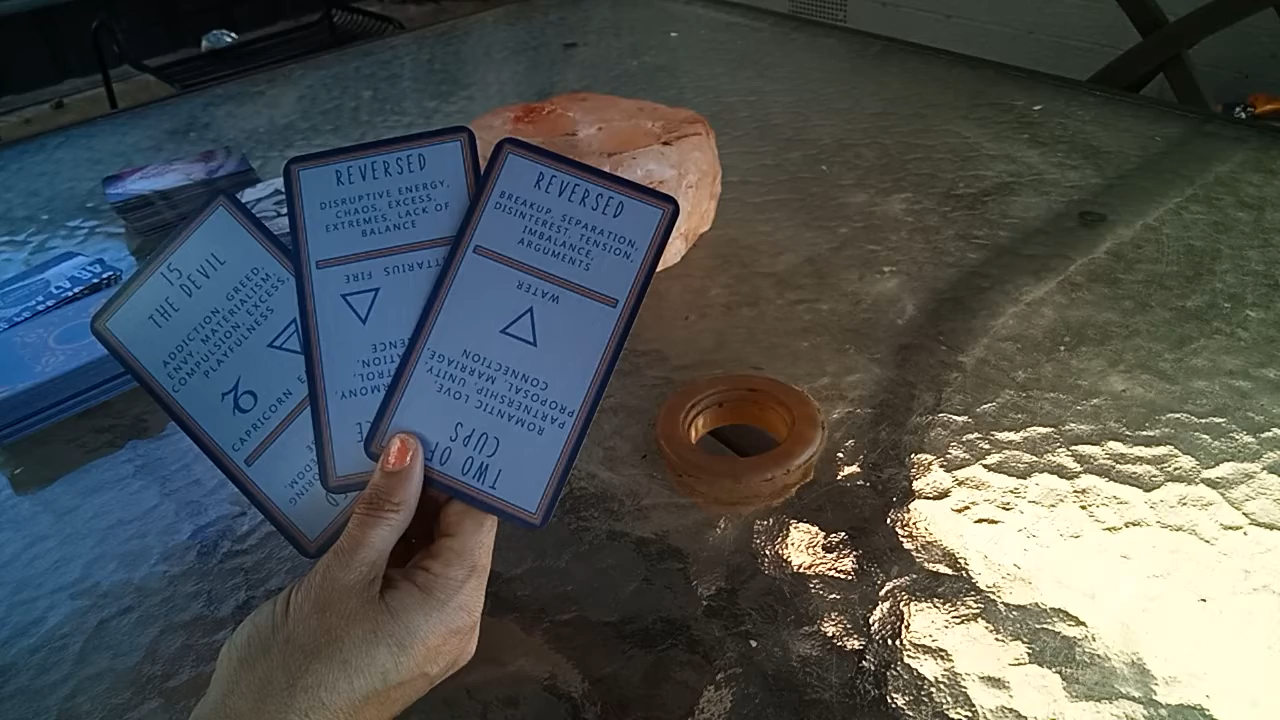 15
THE DEVIL
ADDICTION, GREED,
ENVY, MATERIALISM,
COMPULSION, EXCESS,
PLAYFULNESS
CAPRICORN E
REVERSED
DISRUPTIVE ENERGY,
CHAOS, EXCESS,
EXTREMES, LACK OF
BALANCE
TTARIUS FIRE
REVERSED
BREAKUP, SEPARATION,
DISINTEREST, TENSION,
IMBALANCE,
ARGUMENTS
WATER
TWO OF
CUPS
ROMANTIC LOVE,
PARTNERSHIP, UNITY,
PROPOSAL, MARRIAGE,
CONNECTION